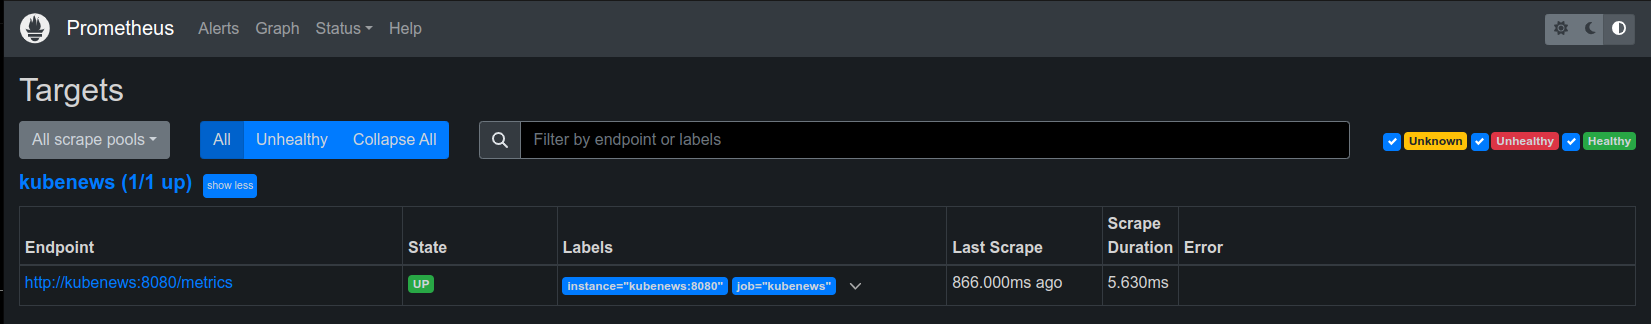 Prometheus Alerts Graph Status Help
Targets
All scrape pools All Unhealthy Collapse All Filter by endpoint or labels Unknown Unhealthy Healthy
kubenews (1/1 up) show less
Endpoint State Labels Last Scrape Scrape Duration Error
http://kubenews:8080/metrics UP instance="kubenews:8080" job="kubenews" 866.000ms ago 5.630ms